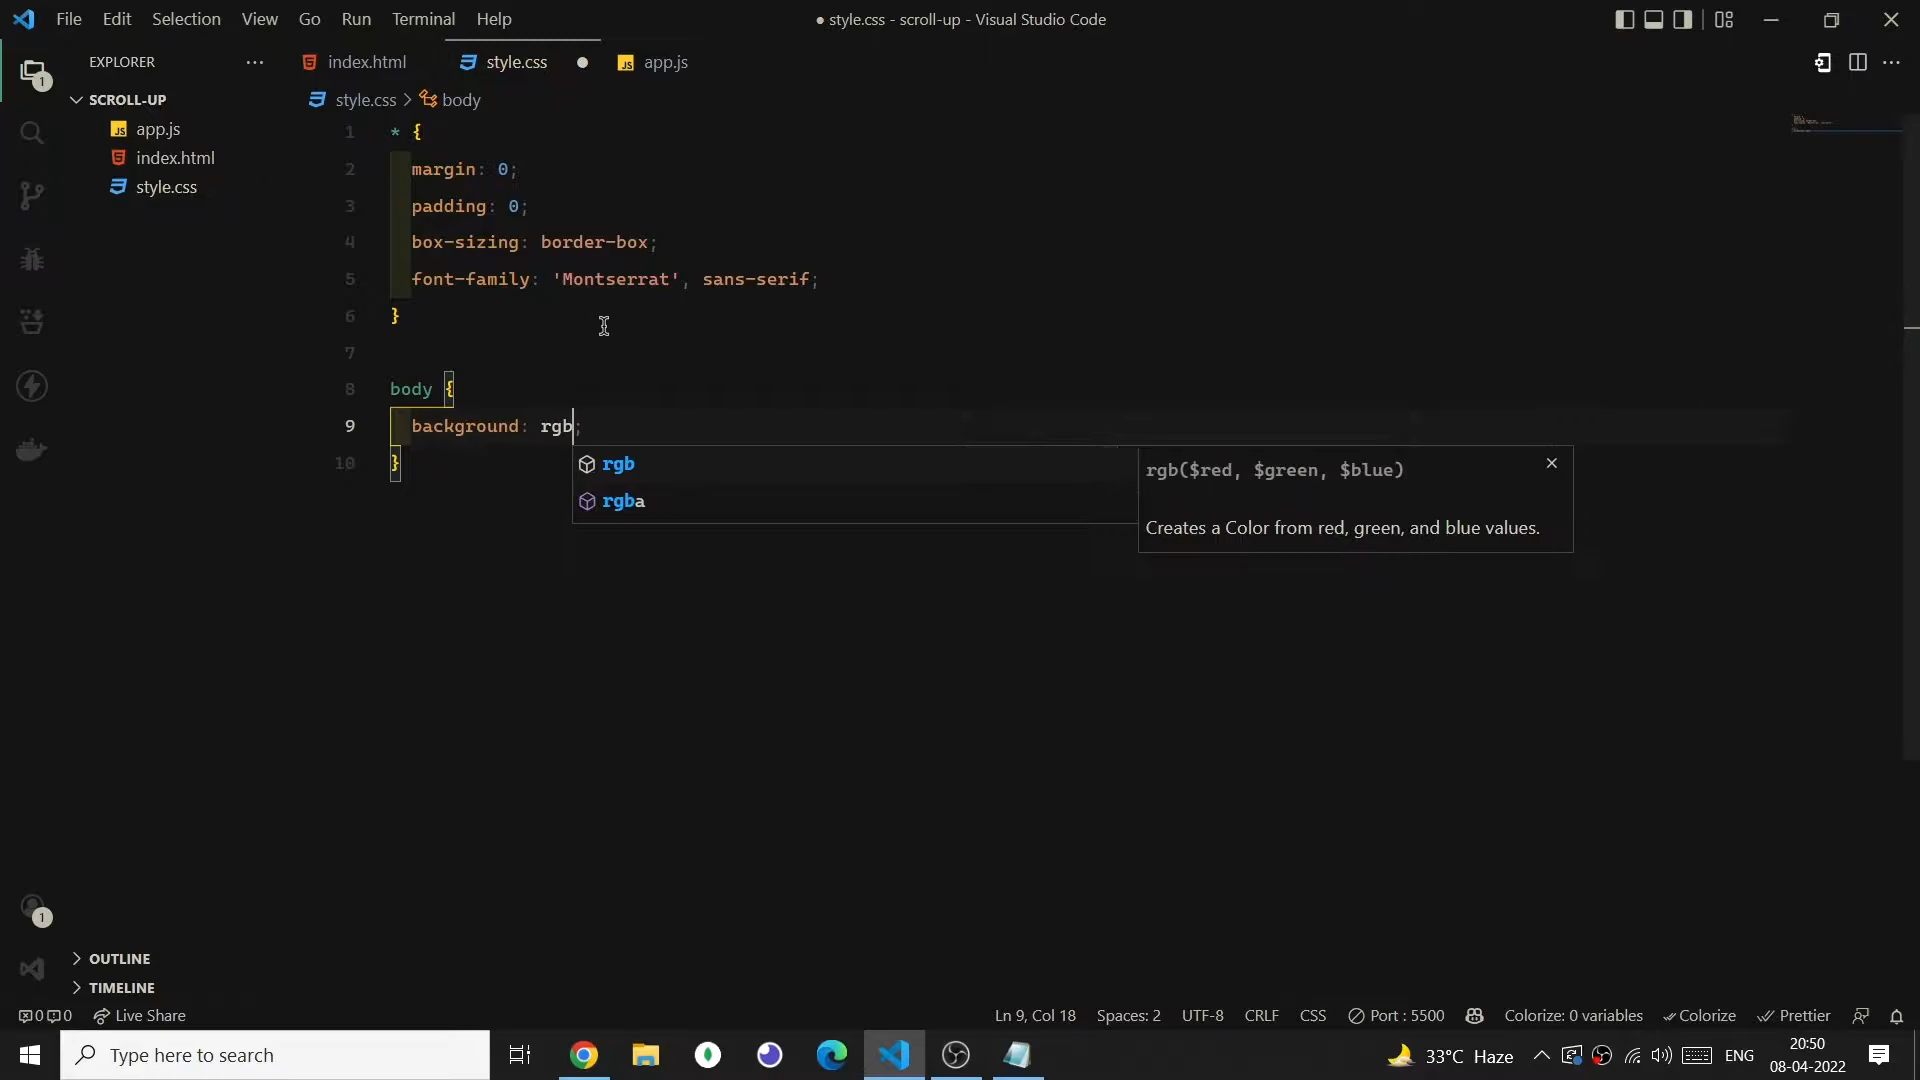 File Edit Selection View Go Run Terminal Help
● style.css - scroll-up - Visual Studio Code
EXPLORER
index.html
style.css
app.js
1
SCROLL-UP
style.css > body
app.js
index.html
style.css
1 * {
2 margin: 0;
3 padding: 0;
4 box-sizing: border-box;
5 font-family: 'Montserrat', sans-serif;
6 }
7
8 body {
9 background: rgb;
10 }
rgb
rgba
rgb($red, $green, $blue)
Creates a Color from red, green, and blue values.
1
OUTLINE
TIMELINE
0 0 Live Share
Ln 9, Col 18 Spaces: 2 UTF-8 CRLF CSS Port : 5500 Colorize: 0 variables Colorize Prettier
Type here to search
33°C Haze
ENG
20:50
08-04-2022